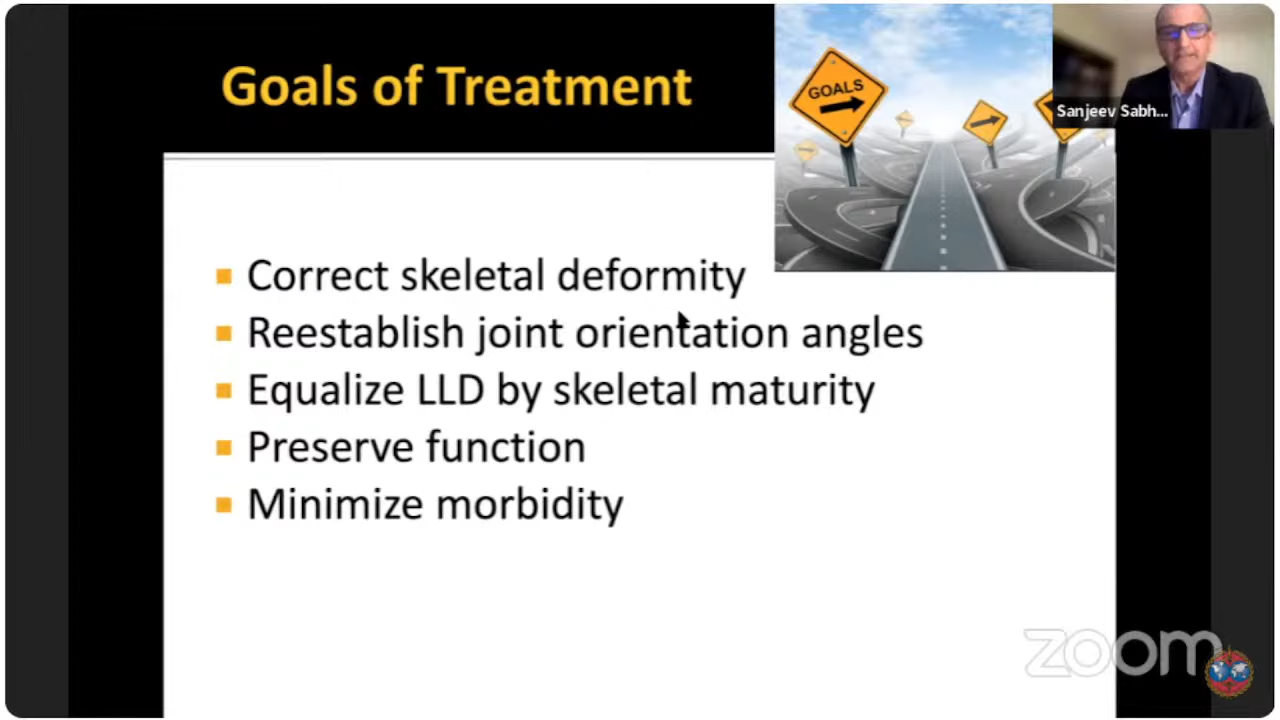 Goals of Treatment
GOALS
Sanjeev Sabh...
Correct skeletal deformity
Reestablish joint orientation angles
Equalize LLD by skeletal maturity
Preserve function
Minimize morbidity
zoom